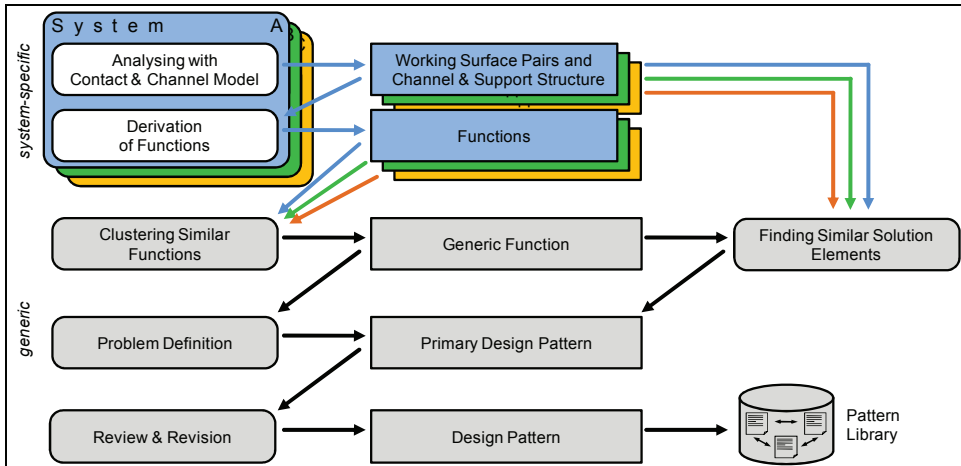 System A
B
C
system-specific
Analysing with
Contact & Channel Model
Working Surface Pairs and
Channel & Support Structure
Derivation
of Functions
Functions
Clustering Similar
Functions
Generic Function
Finding Similar Solution
Elements
generic
Problem Definition
Primary Design Pattern
Review & Revision
Design Pattern
Pattern
Library